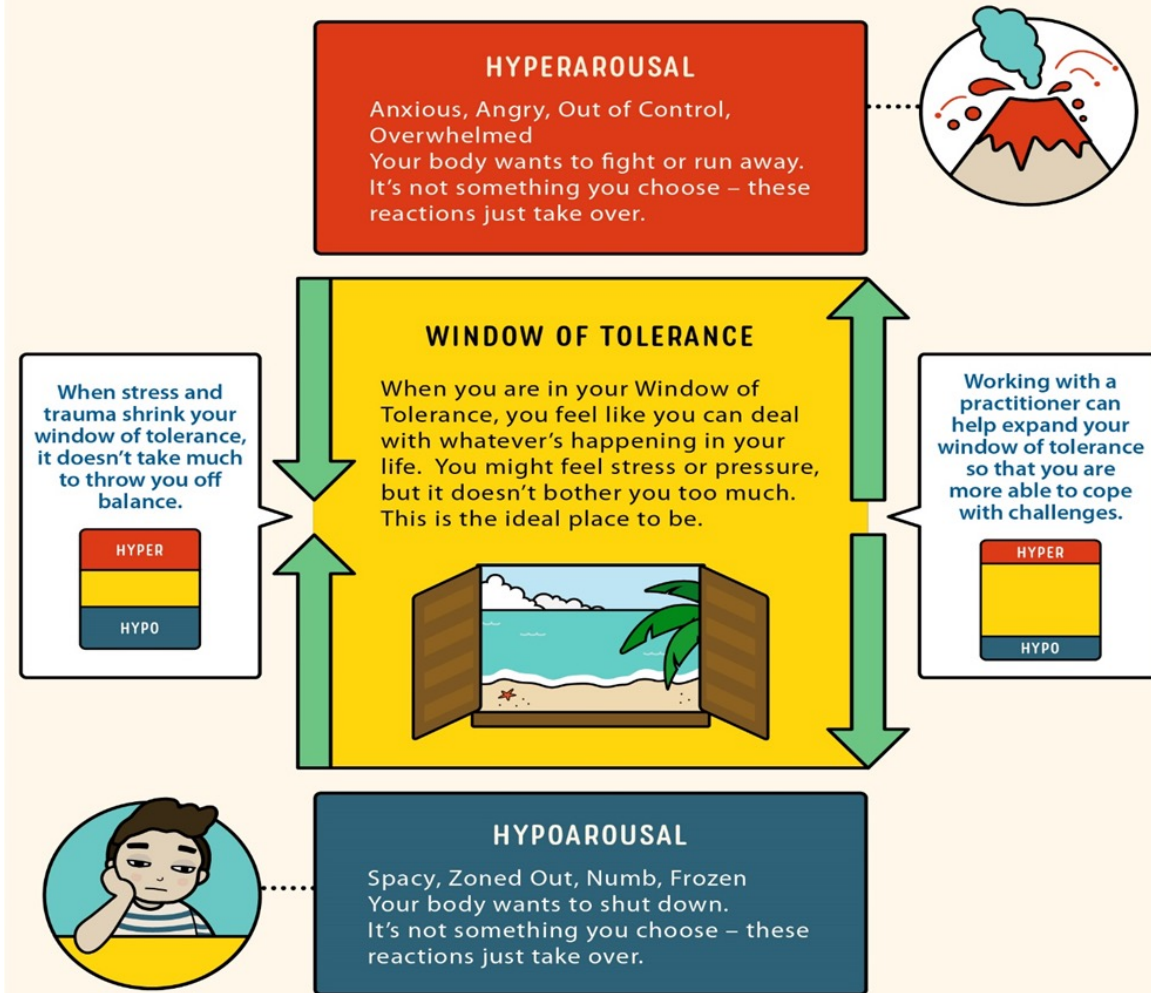 HYPERAROUSAL
Anxious, Angry, Out of Control,
Overwhelmed
Your body wants to fight or run away.
It’s not something you choose – these
reactions just take over.
WINDOW OF TOLERANCE
When you are in your Window of
Tolerance, you feel like you can deal
with whatever’s happening in your
life.  You might feel stress or pressure,
but it doesn’t bother you too much.
This is the ideal place to be.
When stress and
trauma shrink your
window of tolerance,
it doesn’t take much
to throw you off
balance.
HYPER
HYPO
Working with a
practitioner can
help expand your
window of tolerance
so that you are
more able to cope
with challenges.
HYPER
HYPO
HYPOAROUSAL
Spacy, Zoned Out, Numb, Frozen
Your body wants to shut down.
It’s not something you choose – these
reactions just take over.